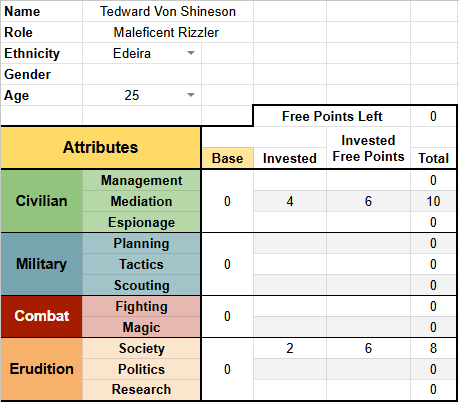 Name Tedward Von Shineson
Role Maleficent Rizzler
Ethnicity Edeira
Gender
Age 25
Free Points Left 0
Attributes Base Invested Invested Free Points Total
Civilian 0
Management 0
Mediation 4 6 10
Espionage 0
Military 0
Planning 0
Tactics 0
Scouting 0
Combat 0
Fighting 0
Magic 0
Erudition 0
Society 2 6 8
Politics 0
Research 0